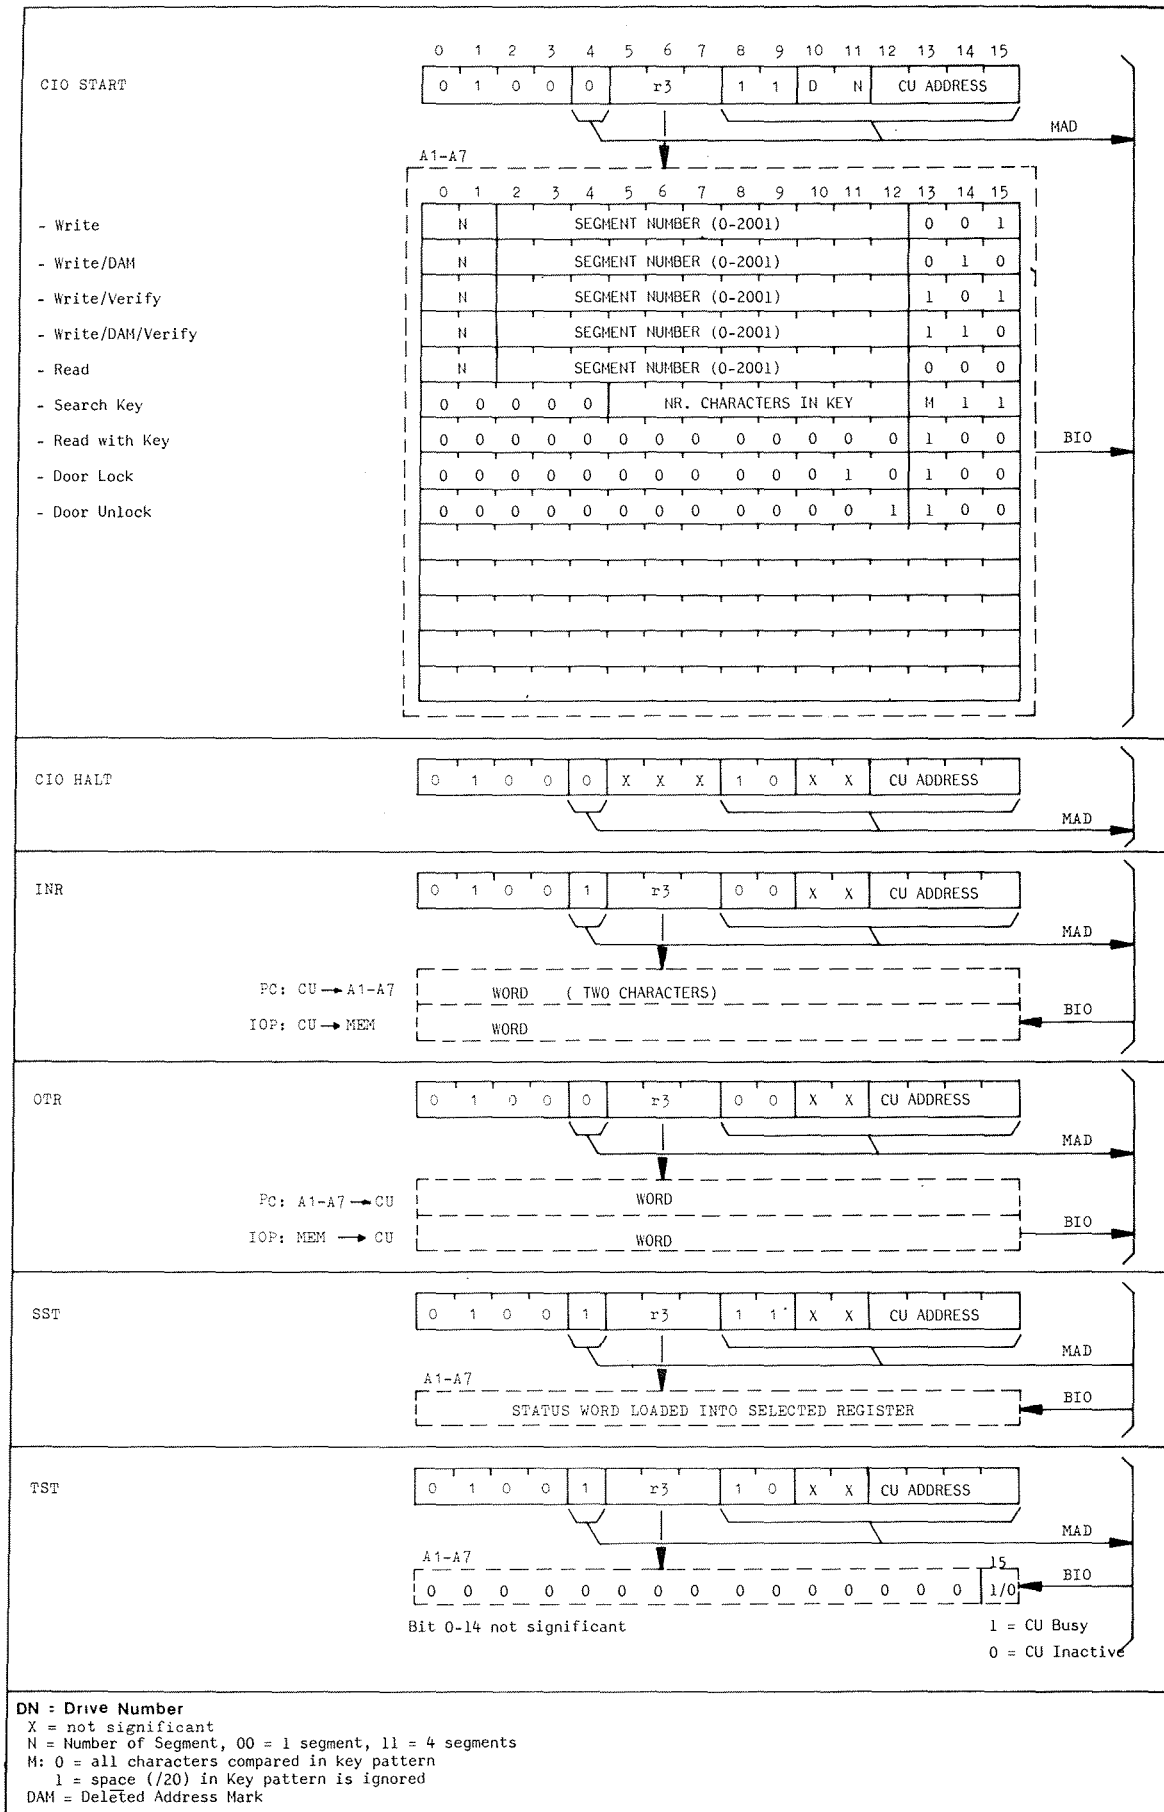 0 1 2 3 4 5 6 7 8 9 10 11 12 13 14 15
CIO START 0 1 0 0 0 r3 1 1 D N CU ADDRESS
MAD
A1-A7
0 1 2 3 4 5 6 7 8 9 10 11 12 13 14 15
- Write N SEGMENT NUMBER (0-2001) 0 0 1
- Write/DAM N SEGMENT NUMBER (0-2001) 0 1 0
- Write/Verify N SEGMENT NUMBER (0-2001) 1 0 1
- Write/DAM/Verify N SEGMENT NUMBER (0-2001) 1 1 0
- Read N SEGMENT NUMBER (0-2001) 0 0 0
- Search Key 0 0 0 0 0 NR. CHARACTERS IN KEY M 1 1
- Read with Key 0 0 0 0 0 0 0 0 0 0 0 0 0 1 0 0 BIO
- Door Lock 0 0 0 0 0 0 0 0 0 0 0 1 0 1 0 0
- Door Unlock 0 0 0 0 0 0 0 0 0 0 0 0 1 1 0 0
CIO HALT 0 1 0 0 0 X X X 1 0 X X CU ADDRESS
MAD
INR 0 1 0 0 1 r3 0 0 X X CU ADDRESS
MAD
PC: CU → A1-A7 WORD ( TWO CHARACTERS)
BIO
IOP: CU → MEM WORD
OTR 0 1 0 0 0 r3 0 0 X X CU ADDRESS
MAD
PC: A1-A7 → CU WORD
BIO
IOP: MEM → CU WORD
SST 0 1 0 0 1 r3 1 1 X X CU ADDRESS
MAD
A1-A7
BIO
STATUS WORD LOADED INTO SELECTED REGISTER
TST 0 1 0 0 1 r3 1 0 X X CU ADDRESS
MAD
A1-A7 15
BIO
0 0 0 0 0 0 0 0 0 0 0 0 0 0 0 1/0
Bit 0-14 not significant 1 = CU Busy
0 = CU Inactive
DN : Drive Number
X = not significant
N = Number of Segment, 00 = 1 segment, 11 = 4 segments
M: 0 = all characters compared in key pattern
1 = space (/20) in Key pattern is ignored
DAM = Deleted Address Mark